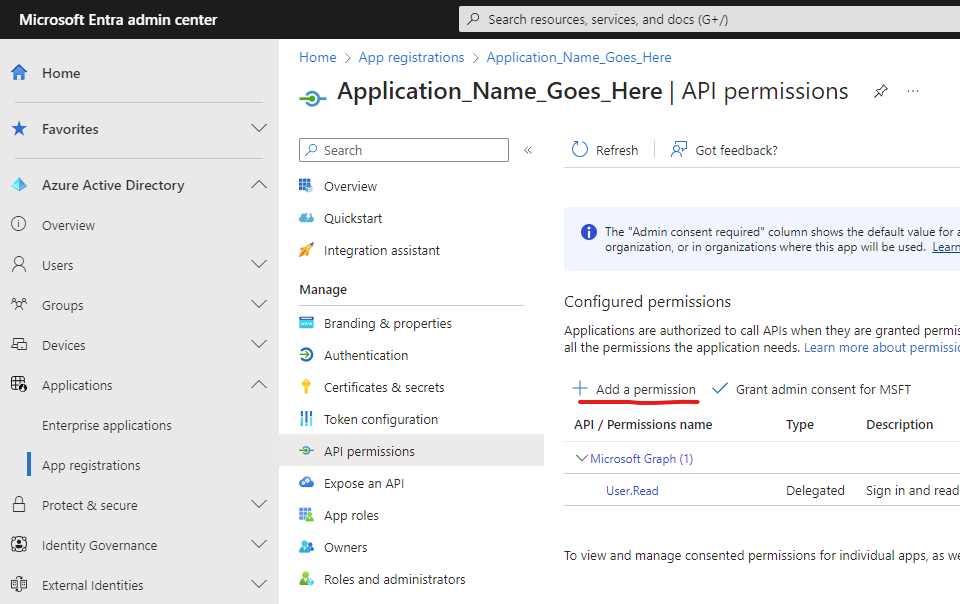 Microsoft Entra admin center
Search resources, services, and docs (G+/)
Home
Favorites
Azure Active Directory
Overview
Users
Groups
Devices
Applications
Enterprise applications
App registrations
Protect & secure
Identity Governance
External Identities
Home > App registrations > Application_Name_Goes_Here
Application_Name_Goes_Here | API permissions
Search
Overview
Quickstart
Integration assistant
Manage
Branding & properties
Authentication
Certificates & secrets
Token configuration
API permissions
Expose an API
App roles
Owners
Roles and administrators
Refresh
Got feedback?
The "Admin consent required" column shows the default value for a
organization, or in organizations where this app will be used. Learn
Configured permissions
Applications are authorized to call APIs when they are granted permis
all the permissions the application needs. Learn more about permissio
Add a permission
Grant admin consent for MSFT
API / Permissions name Type Description
Microsoft Graph (1)
User.Read Delegated Sign in and read
To view and manage consented permissions for individual apps, as we